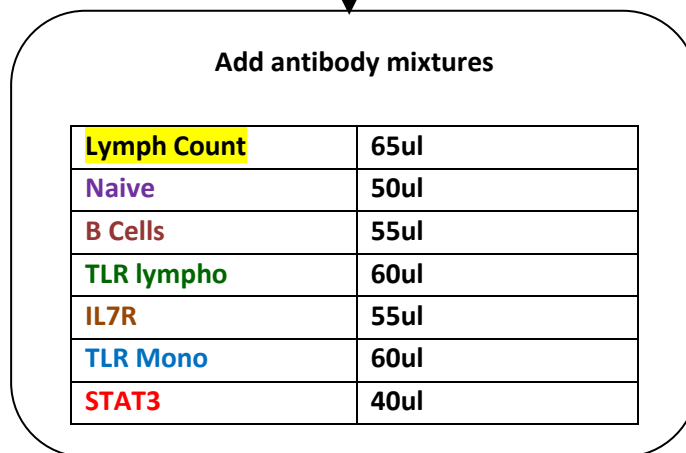 Add antibody mixtures
Lymph Count 65ul
Naive 50ul
B Cells 55ul
TLR lympho 60ul
IL7R 55ul
TLR Mono 60ul
STAT3 40ul